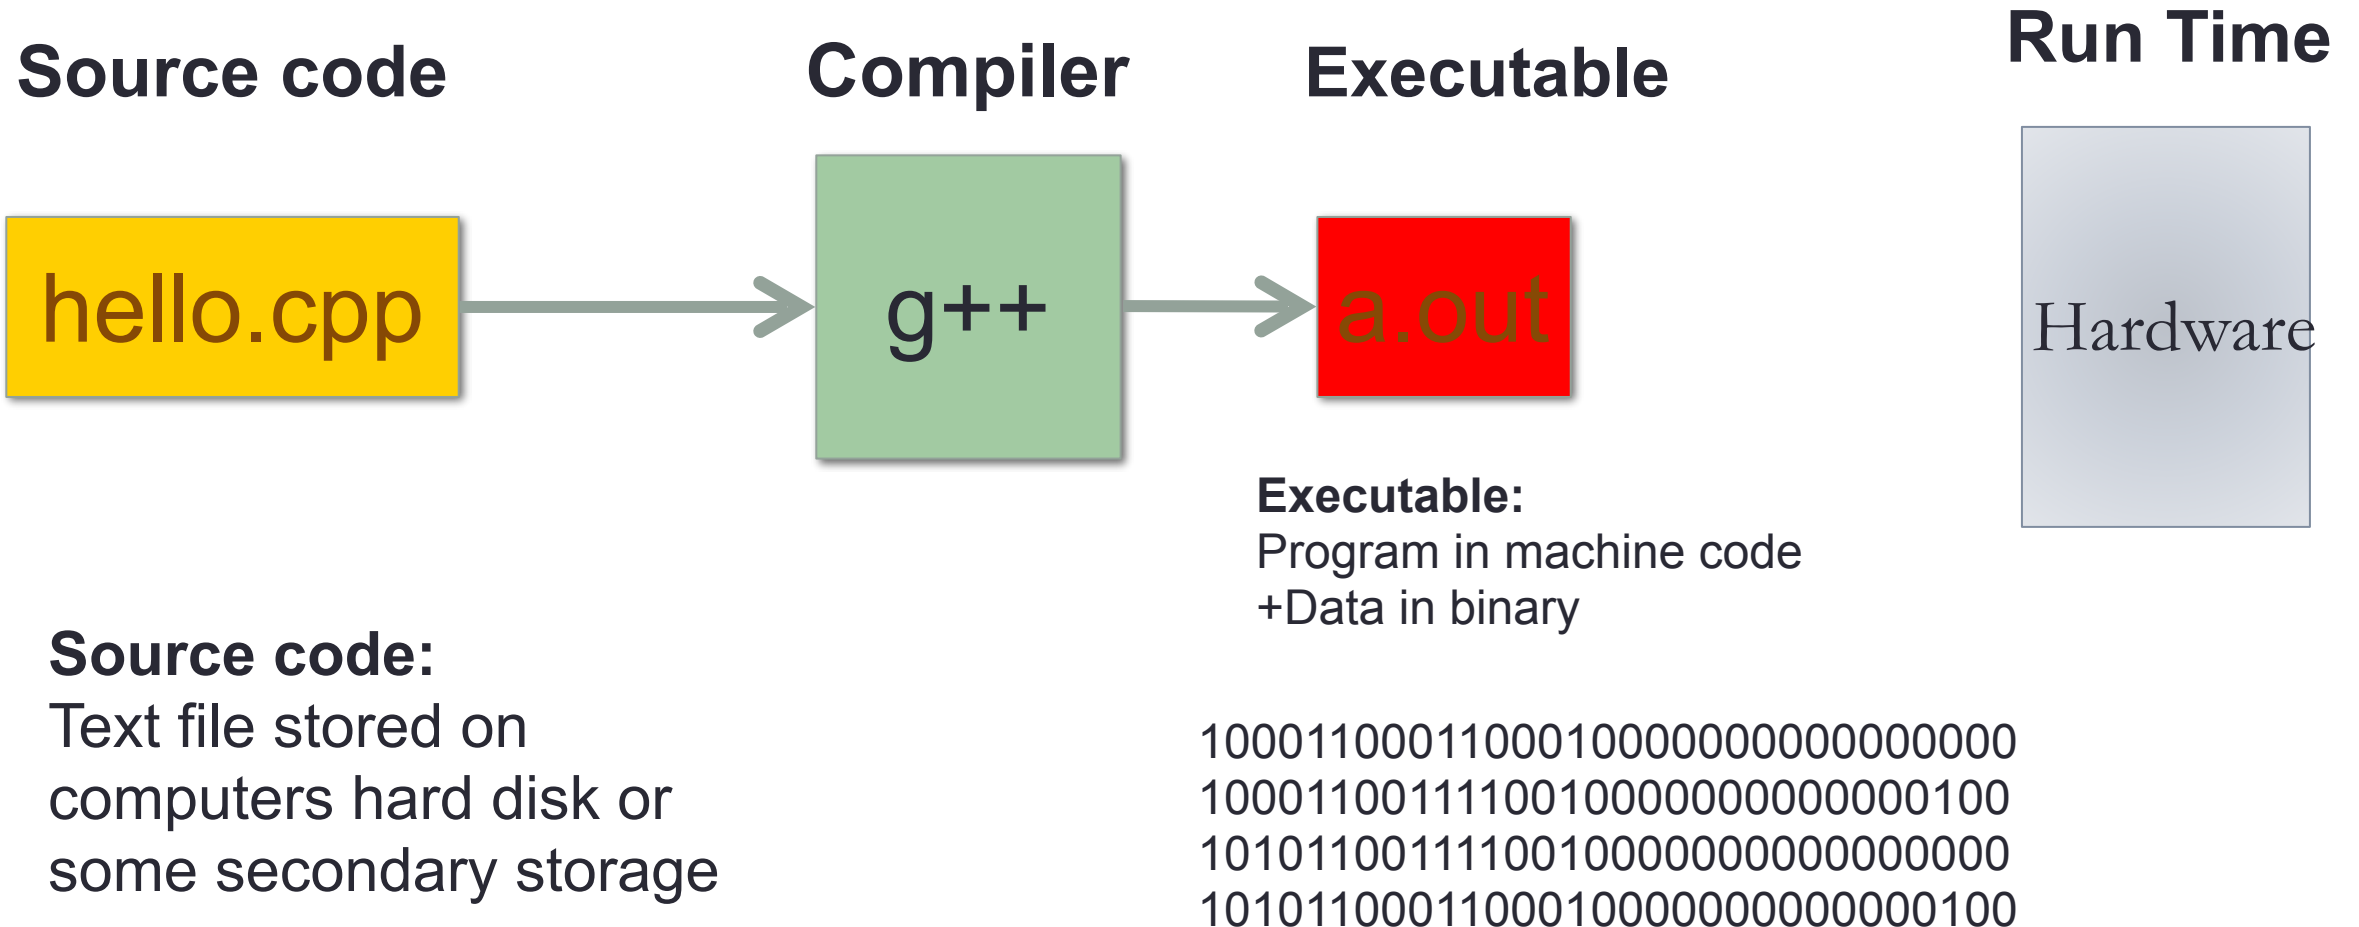 Source code
Compiler
Executable
Run Time
hello.cpp
g++
a.out
Hardware
Executable:
Program in machine code
+Data in binary
Source code:
Text file stored on
computers hard disk or
some secondary storage
10001100011000100000000000000000
10001100111100100000000000000100
10101100111100100000000000000000
10101100011000100000000000000100